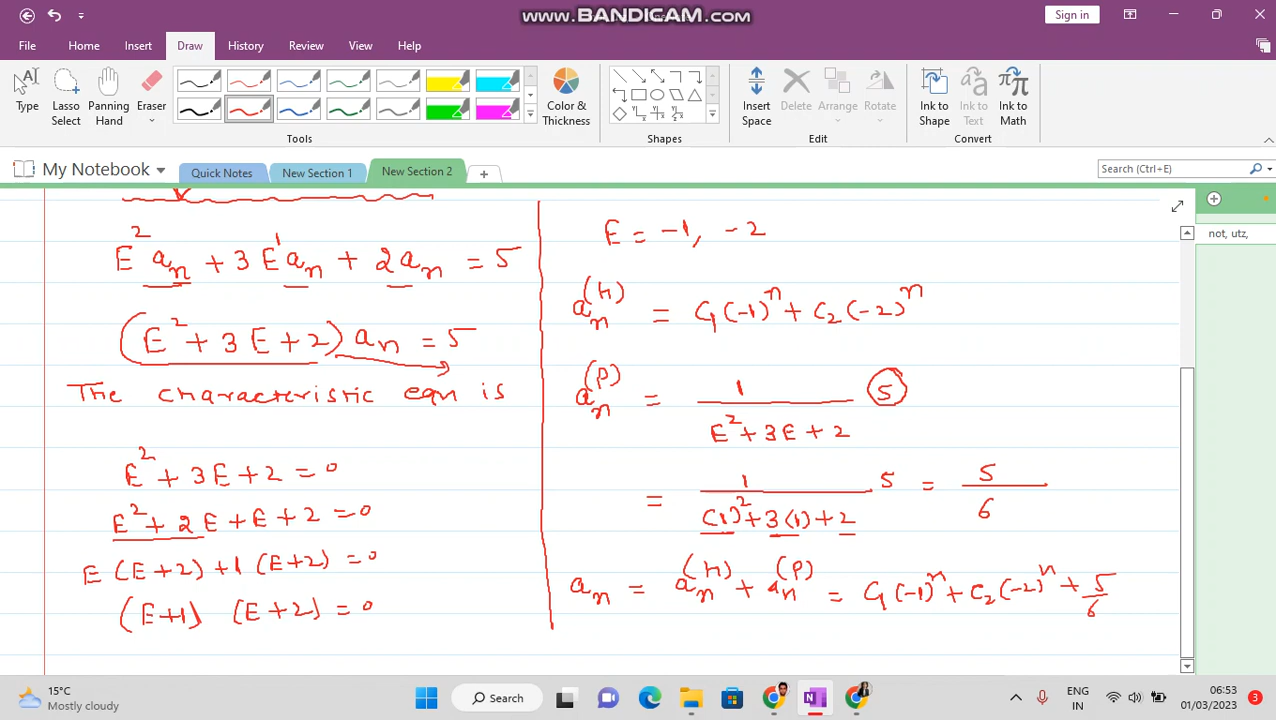 www.BANDICAM.com
Sign in
File Home Insert Draw History Review View Help
Type Lasso Select Panning Hand Eraser Color & Thickness Insert Space Delete Arrange Rotate Ink to Shape Ink to Text Ink to Math
Tools Shapes Edit Convert
My Notebook Quick Notes New Section 1 New Section 2 + Search (Ctrl+E)
not, utz,
E² aₙ + 3E¹aₙ + 2aₙ = 5
(E² + 3E + 2) aₙ = 5
The characteristic eqn is
E² + 3E + 2 = 0
E² + 2E + E + 2 = 0
E (E+2) + 1 (E+2) = 0
(E+1) (E+2) = 0
E = -1, -2
aₙ^(H) = C₁(-1)ⁿ + C₂(-2)ⁿ
aₙ^(P) = 1/(E² + 3E + 2) 5
= 1/((1)² + 3(1) + 2) 5 = 5/6
aₙ = aₙ^(H) + aₙ^(P) = C₁(-1)ⁿ + C₂(-2)ⁿ + 5/6
15°C
Mostly cloudy
Search
ENG
IN
06:53
01/03/2023
3